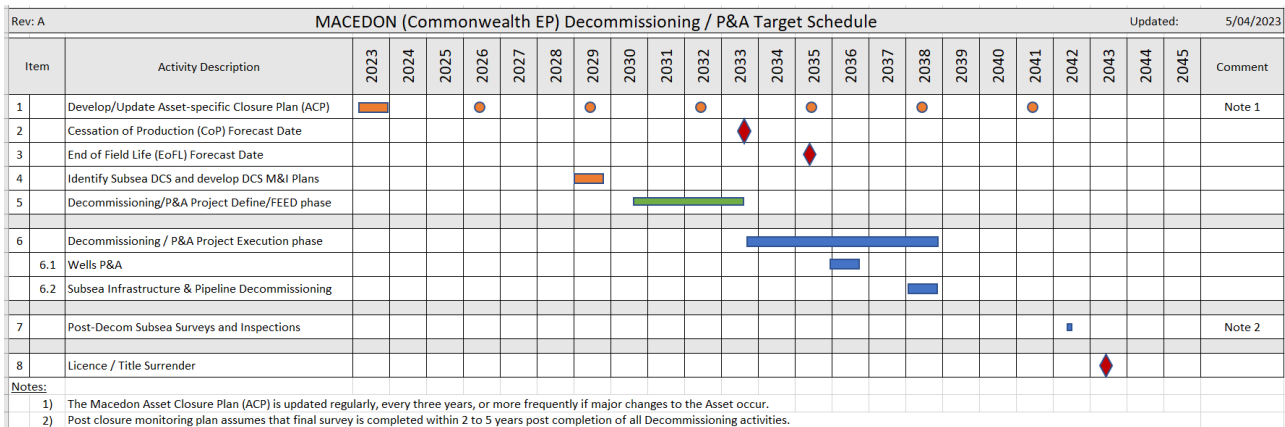 Rev: A MACEDON (Commonwealth EP) Decommissioning / P&A Target Schedule Updated: 5/04/2023
Item Activity Description 2023 2024 2025 2026 2027 2028 2029 2030 2031 2032 2033 2034 2035 2036 2037 2038 2039 2040 2041 2042 2043 2044 2045 Comment
1 Develop/Update Asset-specific Closure Plan (ACP) Note 1
2 Cessation of Production (CoP) Forecast Date
3 End of Field Life (EoFL) Forecast Date
4 Identify Subsea DCS and develop DCS M&I Plans
5 Decommissioning/P&A Project Define/FEED phase
6 Decommissioning / P&A Project Execution phase
6.1 Wells P&A
6.2 Subsea Infrastructure & Pipeline Decommissioning
7 Post-Decom Subsea Surveys and Inspections Note 2
8 Licence / Title Surrender
Notes:
1) The Macedon Asset Closure Plan (ACP) is updated regularly, every three years, or more frequently if major changes to the Asset occur.
2) Post closure monitoring plan assumes that final survey is completed within 2 to 5 years post completion of all Decommissioning activities.